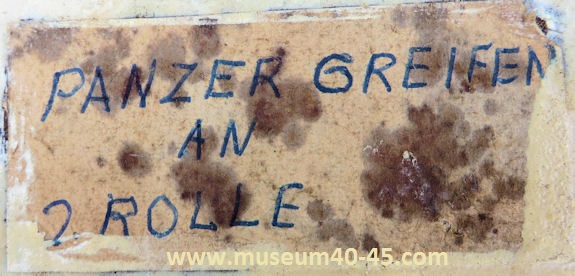 PANZER GREIFEN
AN
2 ROLLE
www.museum40-45.com